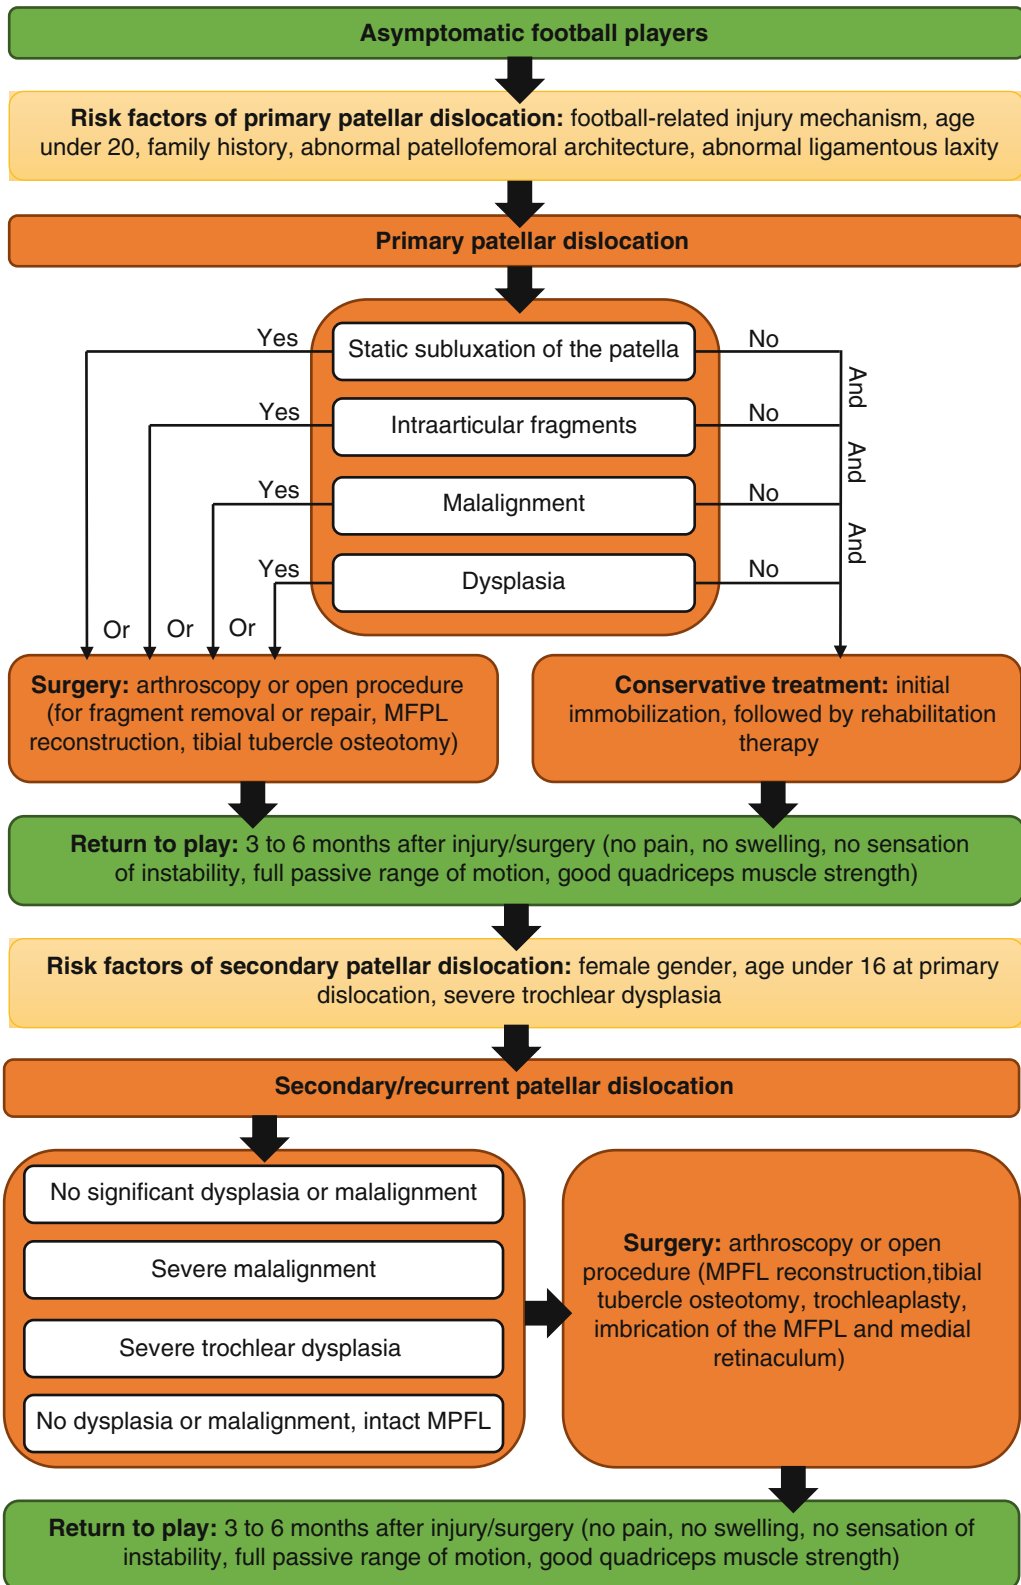 Asymptomatic football players
Risk factors of primary patellar dislocation: football-related injury mechanism, age
under 20, family history, abnormal patellofemoral architecture, abnormal ligamentous laxity
Primary patellar dislocation
Yes
Static subluxation of the patella
No
And
Yes
Intraarticular fragments
No
And
Yes
Malalignment
No
And
Yes
Dysplasia
No
Or
Or
Or
Surgery: arthroscopy or open procedure
(for fragment removal or repair, MFPL
reconstruction, tibial tubercle osteotomy)
Conservative treatment: initial
immobilization, followed by rehabilitation
therapy
Return to play: 3 to 6 months after injury/surgery (no pain, no swelling, no sensation
of instability, full passive range of motion, good quadriceps muscle strength)
Risk factors of secondary patellar dislocation: female gender, age under 16 at primary
dislocation, severe trochlear dysplasia
Secondary/recurrent patellar dislocation
No significant dysplasia or malalignment
Severe malalignment
Severe trochlear dysplasia
No dysplasia or malalignment, intact MPFL
Surgery: arthroscopy or open
procedure (MPFL reconstruction,tibial
tubercle osteotomy, trochleaplasty,
imbrication of the MFPL and medial
retinaculum)
Return to play: 3 to 6 months after injury/surgery (no pain, no swelling, no sensation of
instability, full passive range of motion, good quadriceps muscle strength)